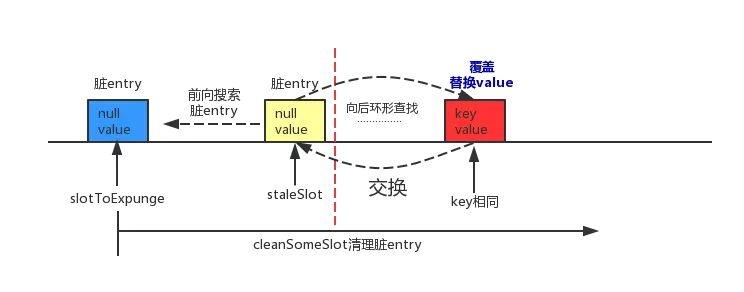 覆盖
替换value
脏entry
脏entry
前向搜索
脏entry
向后环形查找
...............
null
value
null
value
key
value
交换
slotToExpunge
staleSlot
key相同
cleanSomeSlot清理脏entry